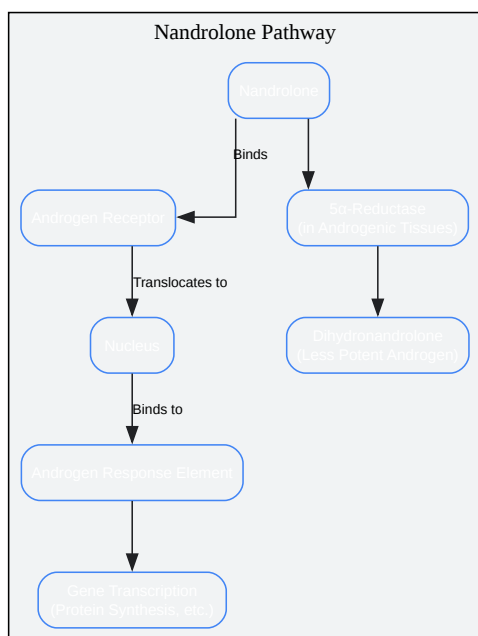 Nandrolone Pathway
Nandrolone
Binds
Androgen Receptor
5α-Reductase
(in Androgenic Tissues)
Translocates to
Nucleus
Dihydronandrolone
(Less Potent Androgen)
Binds to
Androgen Response Element
Gene Transcription
(Protein Synthesis, etc.)